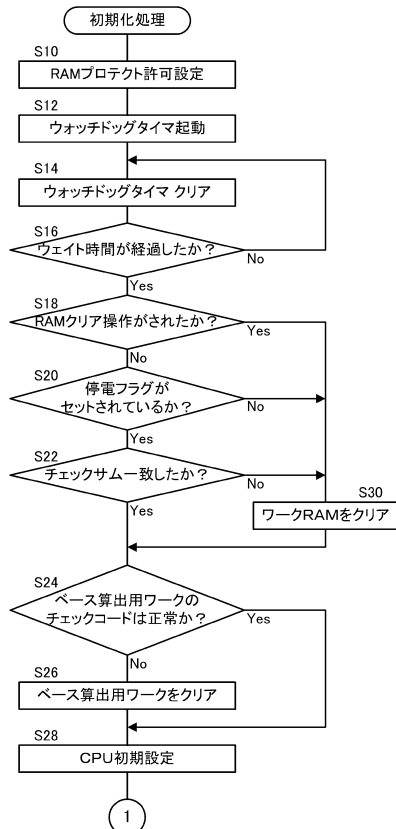 初期化処理
S10
RAMプロテクト許可設定
S12
ウォッチドッグタイマ起動
S14
ウォッチドッグタイマ クリア
S16
ウェイト時間が経過したか?
No
Yes
S18
RAMクリア操作がされたか?
Yes
No
S20
停電フラグが
セットされているか?
No
Yes
S22
チェックサム一致したか?
No
Yes
S30
ワークRAMをクリア
S24
ベース算出用ワークの
チェックコードは正常か?
Yes
No
S26
ベース算出用ワークをクリア
S28
CPU初期設定
1